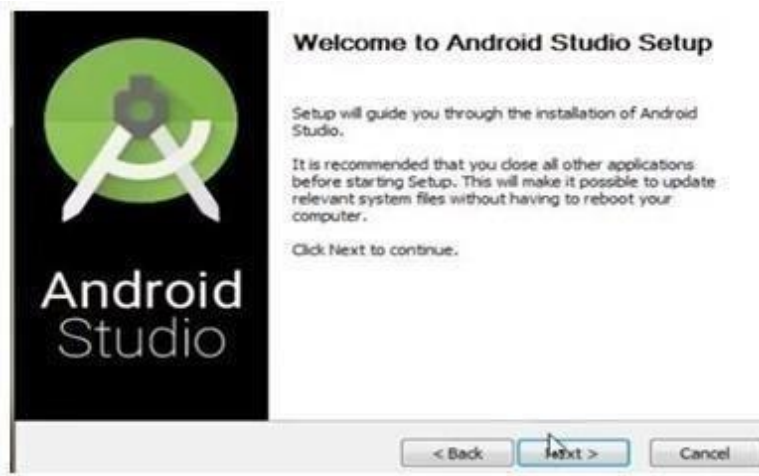 Welcome to Android Studio Setup
Setup will guide you through the installation of Android
Studio.
It is recommended that you close all other applications
before starting Setup. This will make it possible to update
relevant system files without having to reboot your
computer.
Click Next to continue.
Android
Studio
< Back
Next >
Cancel